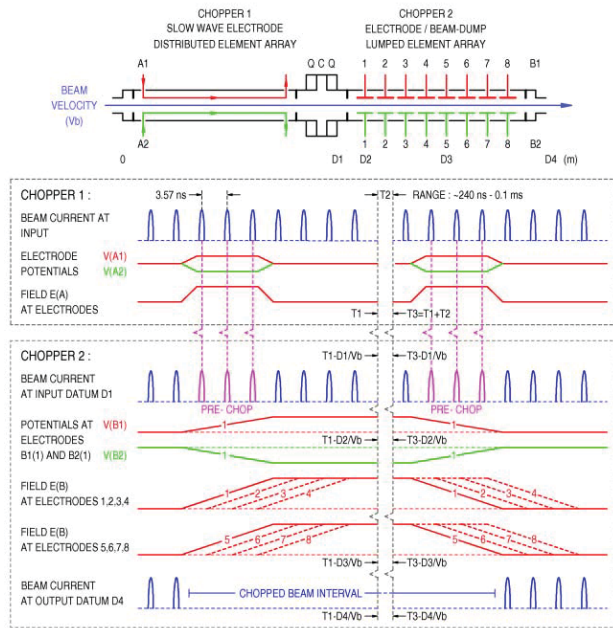 CHOPPER 1
SLOW WAVE ELECTRODE
DISTRIBUTED ELEMENT ARRAY
CHOPPER 2
ELECTRODE / BEAM-DUMP
LUMPED ELEMENT ARRAY
A1 Q C Q 1 2 3 4 5 6 7 8 B1
BEAM
VELOCITY
(Vb)
A2 1 2 3 4 5 6 7 8 B2
0 D1 D2 D3 D4 (m)
CHOPPER 1 :
3.57 ns T2 RANGE : ~240 ns - 0.1 ms
BEAM CURRENT AT
INPUT
ELECTRODE V(A1)
POTENTIALS V(A2)
FIELD E(A)
AT ELECTRODES
T1 T3=T1+T2
CHOPPER 2 :
T1-D1/Vb T3-D1/Vb
BEAM CURRENT
AT INPUT DATUM D1
PRE- CHOP PRE- CHOP
POTENTIALS AT V(B1) 1 1
ELECTRODES T1-D2/Vb T3-D2/Vb
B1(1) AND B2(1) V(B2) 1 1
FIELD E(B)
AT ELECTRODES 1,2,3,4 1 2 3 4 1 2 3 4
FIELD E(B)
AT ELECTRODES 5,6,7,8 5 6 7 8 5 6 7 8
T1-D3/Vb T3-D3/Vb
BEAM CURRENT
AT OUTPUT DATUM D4
CHOPPED BEAM INTERVAL
T1-D4/Vb T3-D4/Vb